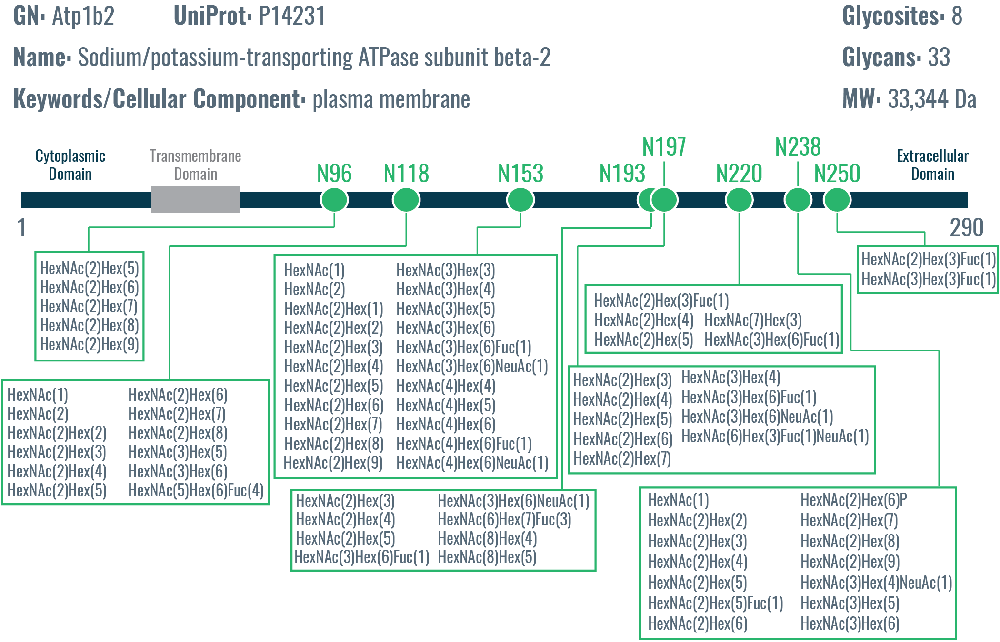 GN· Atp1b2
UniProt· P14231
Glycosites· 8
Name· Sodium/potassium-transporting ATPase subunit beta-2
Glycans· 33
Keywords/Cellular Component· plasma membrane
MW· 33,344 Da
Cytoplasmic
Domain
Transmembrane
Domain
N96
N118
N153
N193
N197
N220
N238
N250
Extracellular
Domain
1
290
HexNAc(2)Hex(5)
HexNAc(2)Hex(6)
HexNAc(2)Hex(7)
HexNAc(2)Hex(8)
HexNAc(2)Hex(9)
HexNAc(1)
HexNAc(2)
HexNAc(2)Hex(2)
HexNAc(2)Hex(3)
HexNAc(2)Hex(4)
HexNAc(2)Hex(5)
HexNAc(2)Hex(6)
HexNAc(2)Hex(7)
HexNAc(2)Hex(8)
HexNAc(3)Hex(5)
HexNAc(3)Hex(6)
HexNAc(5)Hex(6)Fuc(4)
HexNAc(1)
HexNAc(2)
HexNAc(2)Hex(1)
HexNAc(2)Hex(2)
HexNAc(2)Hex(3)
HexNAc(2)Hex(4)
HexNAc(2)Hex(5)
HexNAc(2)Hex(6)
HexNAc(2)Hex(7)
HexNAc(2)Hex(8)
HexNAc(2)Hex(9)
HexNAc(3)Hex(3)
HexNAc(3)Hex(4)
HexNAc(3)Hex(5)
HexNAc(3)Hex(6)
HexNAc(3)Hex(6)Fuc(1)
HexNAc(3)Hex(6)NeuAc(1)
HexNAc(4)Hex(4)
HexNAc(4)Hex(5)
HexNAc(4)Hex(6)
HexNAc(4)Hex(6)Fuc(1)
HexNAc(4)Hex(6)NeuAc(1)
HexNAc(2)Hex(3)
HexNAc(2)Hex(4)
HexNAc(2)Hex(5)
HexNAc(3)Hex(6)Fuc(1)
HexNAc(3)Hex(6)NeuAc(1)
HexNAc(6)Hex(7)Fuc(3)
HexNAc(8)Hex(4)
HexNAc(8)Hex(5)
HexNAc(2)Hex(3)
HexNAc(2)Hex(4)
HexNAc(2)Hex(5)
HexNAc(2)Hex(6)
HexNAc(2)Hex(7)
HexNAc(3)Hex(4)
HexNAc(3)Hex(6)Fuc(1)
HexNAc(3)Hex(6)NeuAc(1)
HexNAc(6)Hex(3)Fuc(1)NeuAc(1)
HexNAc(2)Hex(3)Fuc(1)
HexNAc(2)Hex(4)
HexNAc(2)Hex(5)
HexNAc(7)Hex(3)
HexNAc(3)Hex(6)Fuc(1)
HexNAc(1)
HexNAc(2)Hex(2)
HexNAc(2)Hex(3)
HexNAc(2)Hex(4)
HexNAc(2)Hex(5)
HexNAc(2)Hex(5)Fuc(1)
HexNAc(2)Hex(6)
HexNAc(2)Hex(6)P
HexNAc(2)Hex(7)
HexNAc(2)Hex(8)
HexNAc(2)Hex(9)
HexNAc(3)Hex(4)NeuAc(1)
HexNAc(3)Hex(5)
HexNAc(3)Hex(6)
HexNAc(2)Hex(3)Fuc(1)
HexNAc(3)Hex(3)Fuc(1)